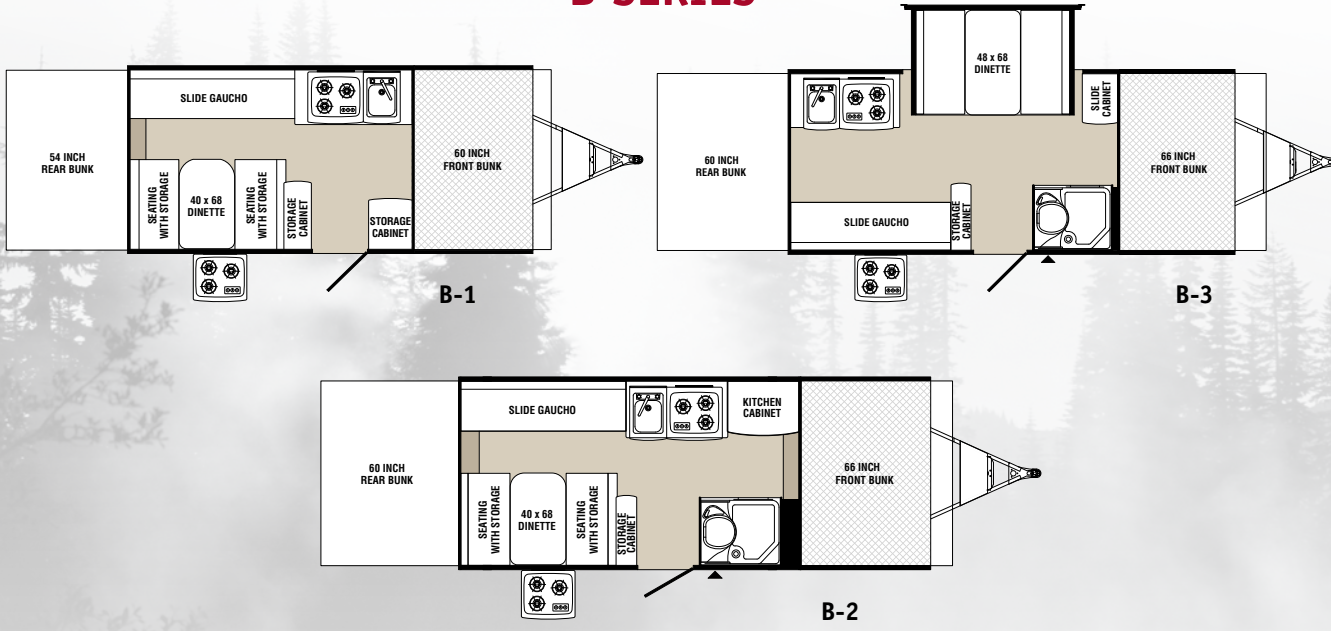 B-SERIES
SLIDE GAUCHO
54 INCH
REAR BUNK
60 INCH
FRONT BUNK
SEATING
WITH STORAGE
40 x 68
DINETTE
SEATING
WITH STORAGE
STORAGE
CABINET
STORAGE
CABINET
B-1
48 x 68
DINETTE
SLIDE
CABINET
60 INCH
REAR BUNK
66 INCH
FRONT BUNK
SLIDE GAUCHO
STORAGE
CABINET
B-3
SLIDE GAUCHO
KITCHEN
CABINET
60 INCH
REAR BUNK
66 INCH
FRONT BUNK
SEATING
WITH STORAGE
40 x 68
DINETTE
SEATING
WITH STORAGE
STORAGE
CABINET
B-2